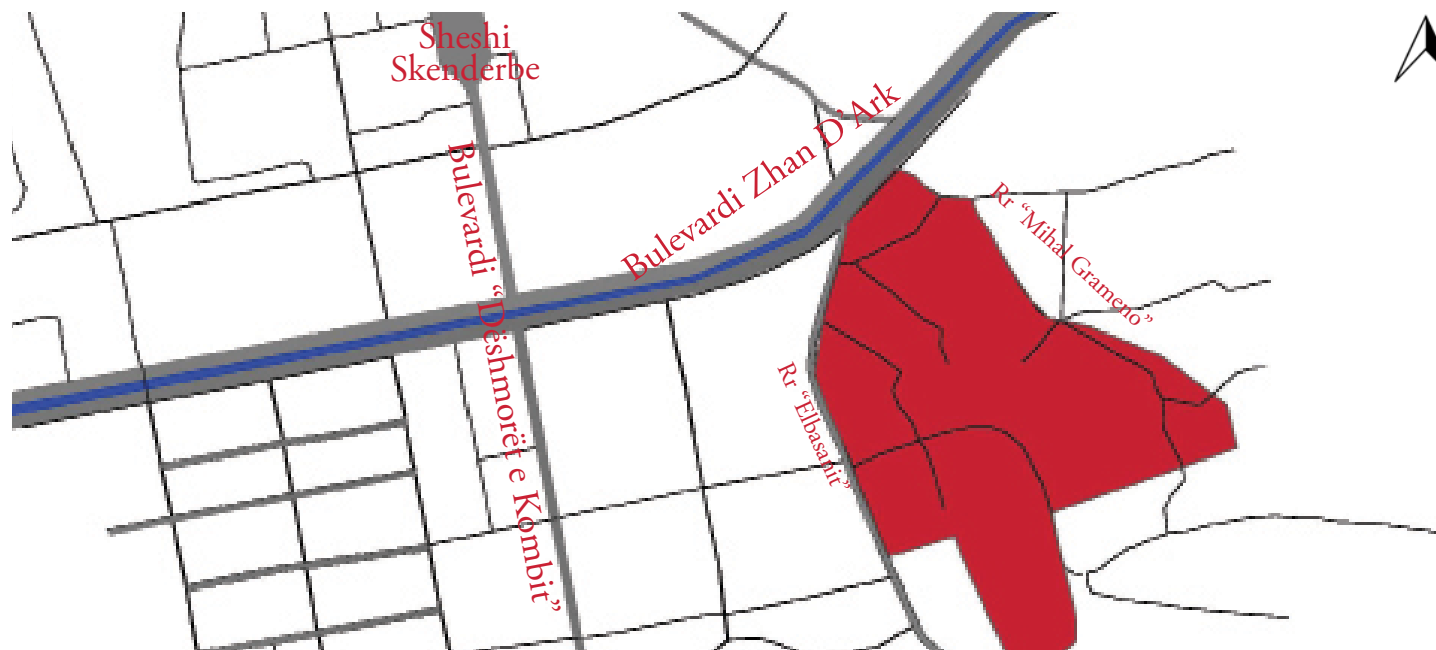 Sheshi
Skenderbe
Bulevardi Zhan D’Ark
Bulevardi “Dëshmorët e Kombit”
Rr “Mihal Grameno”
Rr “Elbasanit”